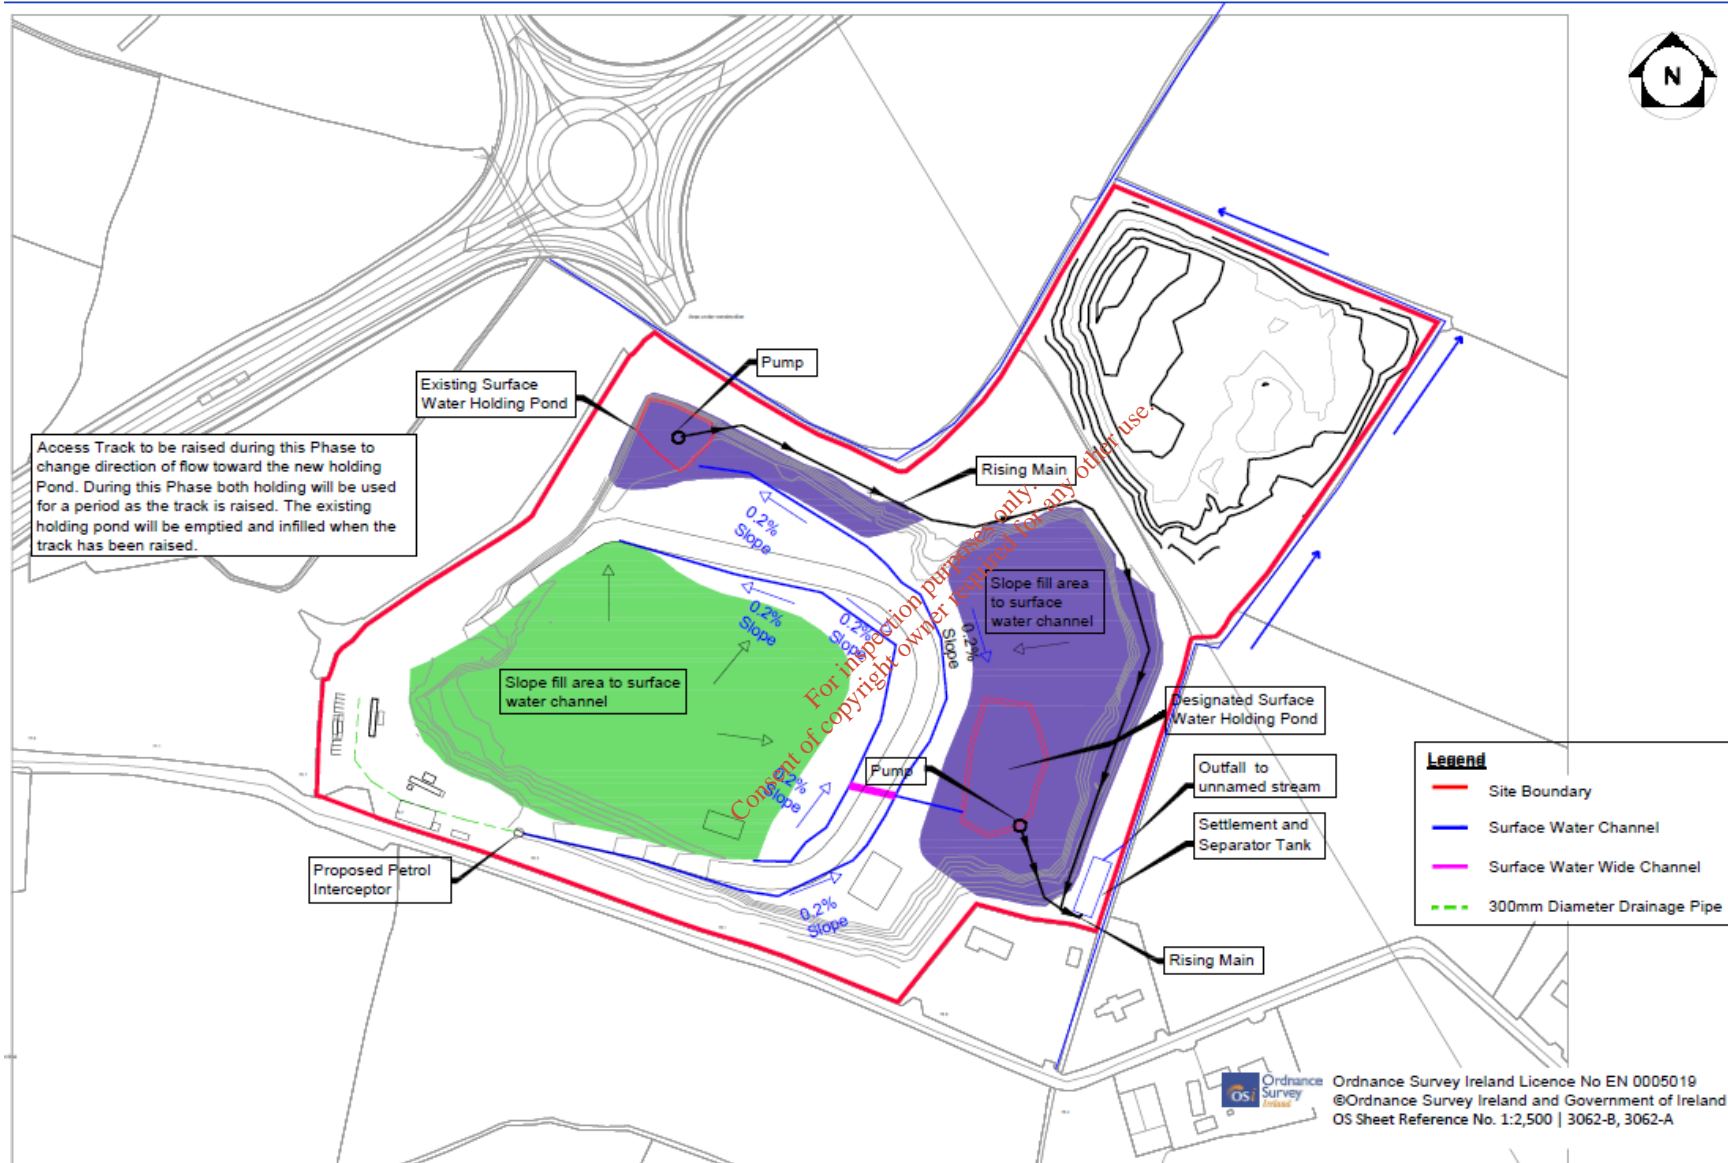 N
Area under construction
Pump
Existing Surface
Water Holding Pond
Access Track to be raised during this Phase to
change direction of flow toward the new holding
Pond. During this Phase both holding will be used
for a period as the track is raised. The existing
holding pond will be emptied and infilled when the
track has been raised.
Rising Main
0.2%
Slope
Slope fill area
to surface
water channel
0.2%
Slope
0.2%
Slope
0.2%
Slope
Slope fill area to surface
water channel
Designated Surface
Water Holding Pond
Pump
0.2%
Slope
Outfall to
unnamed stream
Settlement and
Separator Tank
Proposed Petrol
Interceptor
0.2%
Slope
Rising Main
For inspection purposes only.
Consent of copyright owner required for any other use.
Legend
Site Boundary
Surface Water Channel
Surface Water Wide Channel
300mm Diameter Drainage Pipe
OSi
Ordnance
Survey
Ireland
Ordnance Survey Ireland Licence No EN 0005019
©Ordnance Survey Ireland and Government of Ireland
OS Sheet Reference No. 1:2,500 | 3062-B, 3062-A